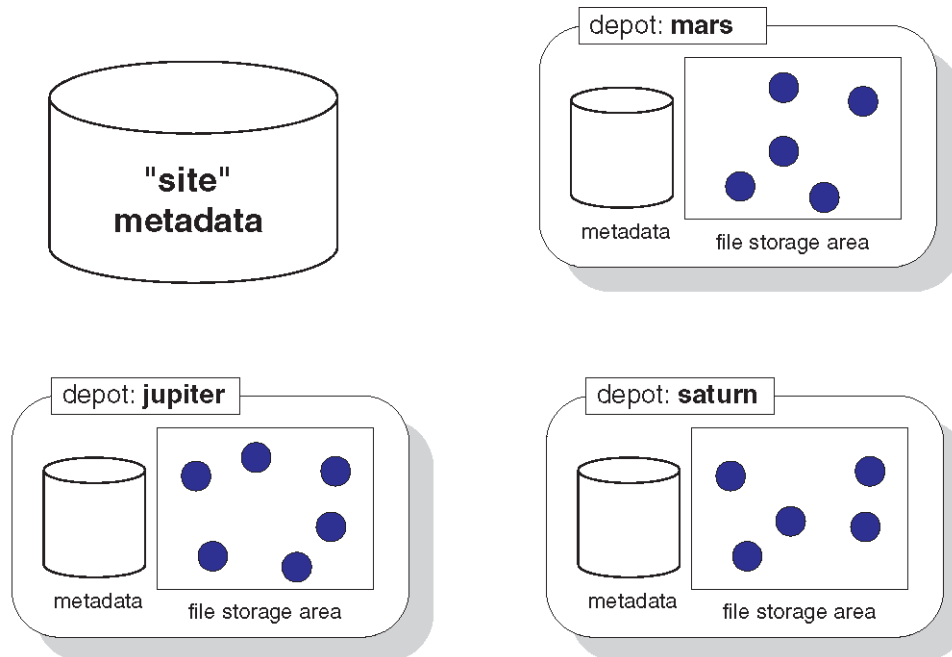 depot: mars
"site"
metadata
metadata
file storage area
depot: jupiter
metadata
file storage area
depot: saturn
metadata
file storage area